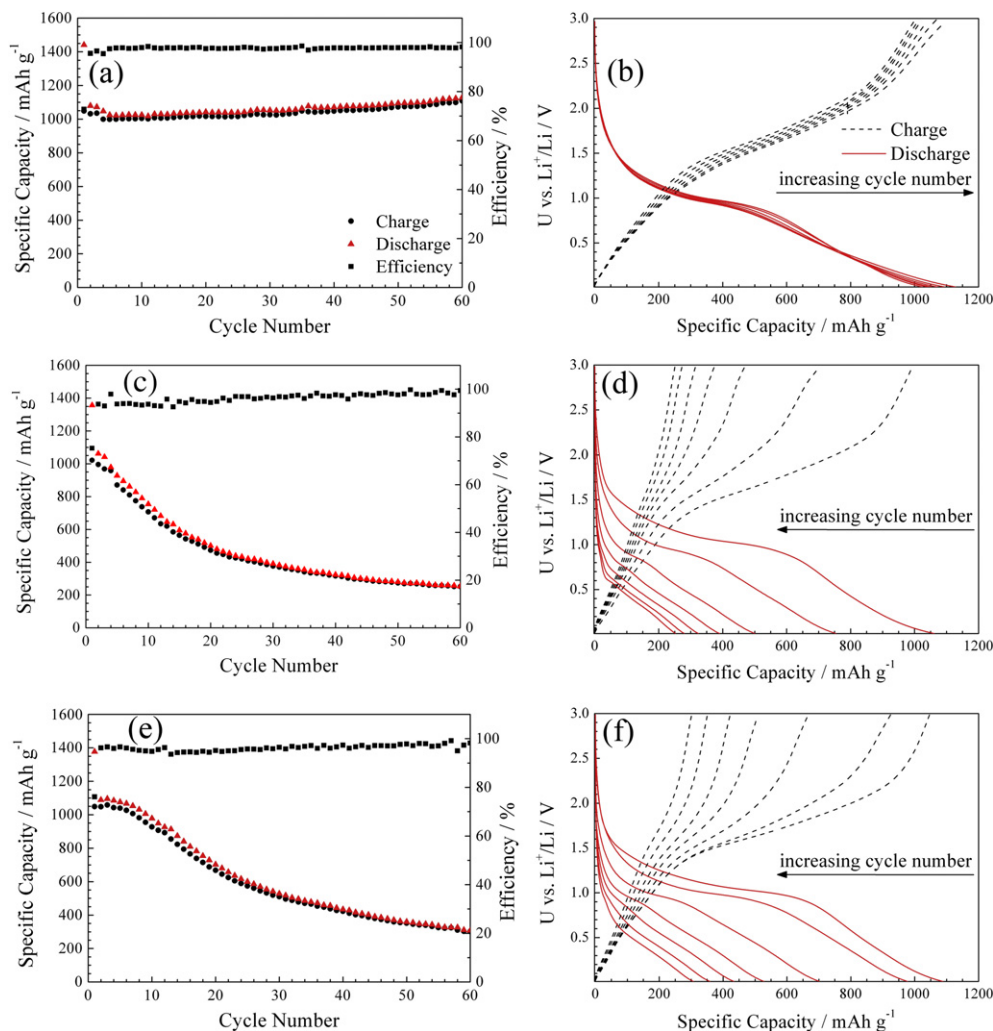 1600
1400
1200
1000
800
600
400
200
0
Specific Capacity / mAh g-1
(a)
Charge
Discharge
Efficiency
100
80
60
40
20
0
Efficiency / %
0 10 20 30 40 50 60
Cycle Number
3.0
2.5
2.0
1.5
1.0
0.5
U vs. Li+/Li / V
(b)
Charge
Discharge
increasing cycle number
0 200 400 600 800 1000 1200
Specific Capacity / mAh g-1
1600
1400
1200
1000
800
600
400
200
0
Specific Capacity / mAh g-1
(c)
100
80
60
40
20
0
Efficiency / %
0 10 20 30 40 50 60
Cycle Number
3.0
2.5
2.0
1.5
1.0
0.5
U vs. Li+/Li / V
(d)
increasing cycle number
0 200 400 600 800 1000 1200
Specific Capacity / mAh g-1
1600
1400
1200
1000
800
600
400
200
0
Specific Capacity / mAh g-1
(e)
100
80
60
40
20
0
Efficiency / %
0 10 20 30 40 50 60
Cycle Number
3.0
2.5
2.0
1.5
1.0
0.5
U vs. Li+/Li / V
(f)
increasing cycle number
0 200 400 600 800 1000 1200
Specific Capacity / mAh g-1